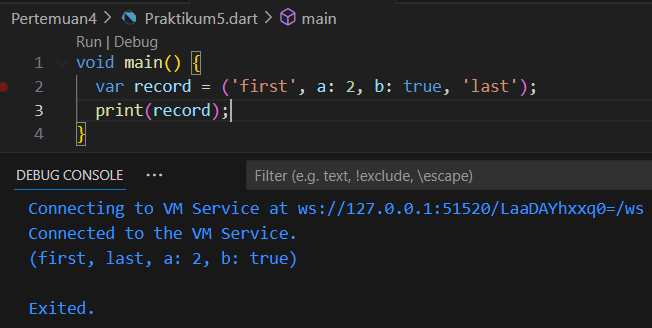 Pertemuan4 > Praktikum5.dart > main
Run | Debug
1 void main() {
2 var record = ('first', a: 2, b: true, 'last');
3 print(record);
4 }
DEBUG CONSOLE ...
Filter (e.g. text, !exclude, \escape)
Connecting to VM Service at ws://127.0.0.1:51520/LaaDAYhxxq0=/ws
Connected to the VM Service.
(first, last, a: 2, b: true)
Exited.